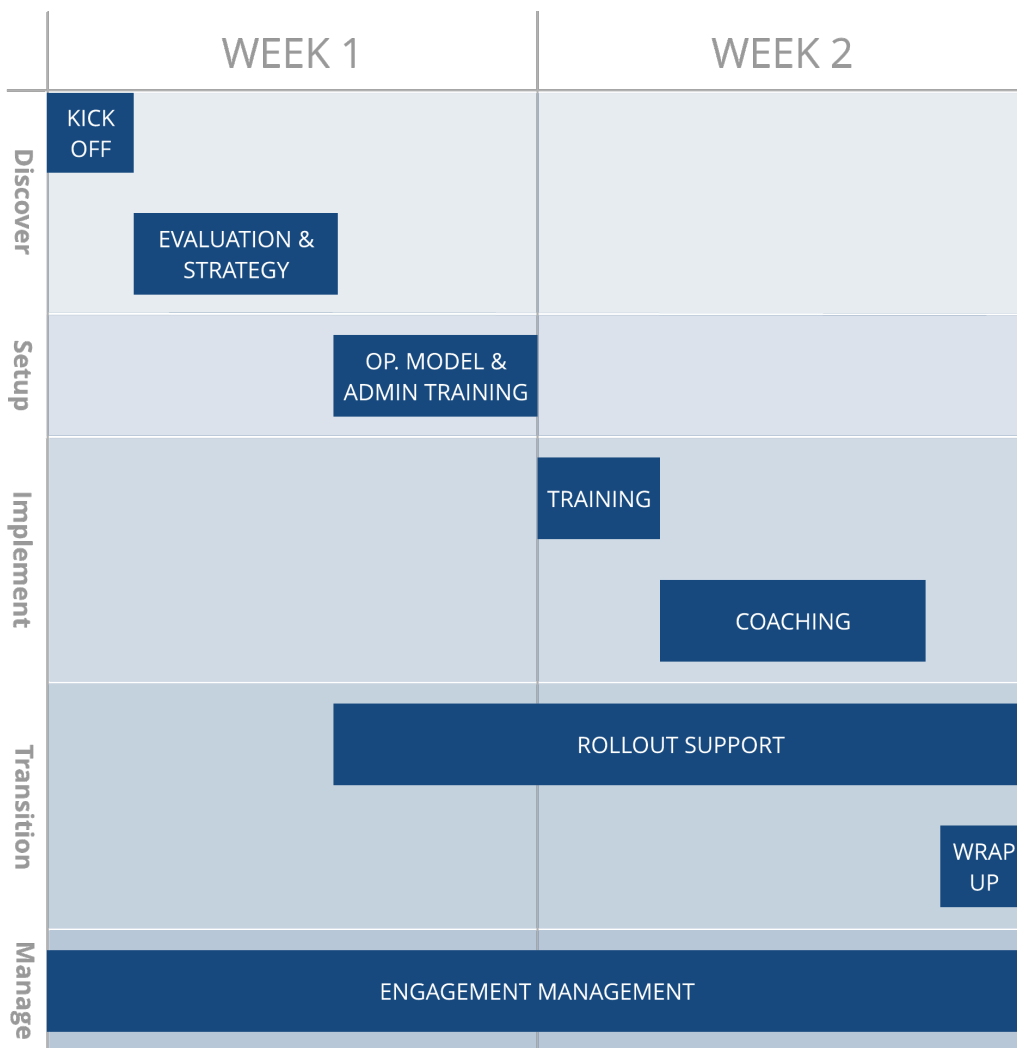 WEEK 1
WEEK 2
Discover
KICK
OFF
EVALUATION &
STRATEGY
Setup
OP. MODEL &
ADMIN TRAINING
Implement
TRAINING
COACHING
Transition
ROLLOUT SUPPORT
WRAP
UP
Manage
ENGAGEMENT MANAGEMENT